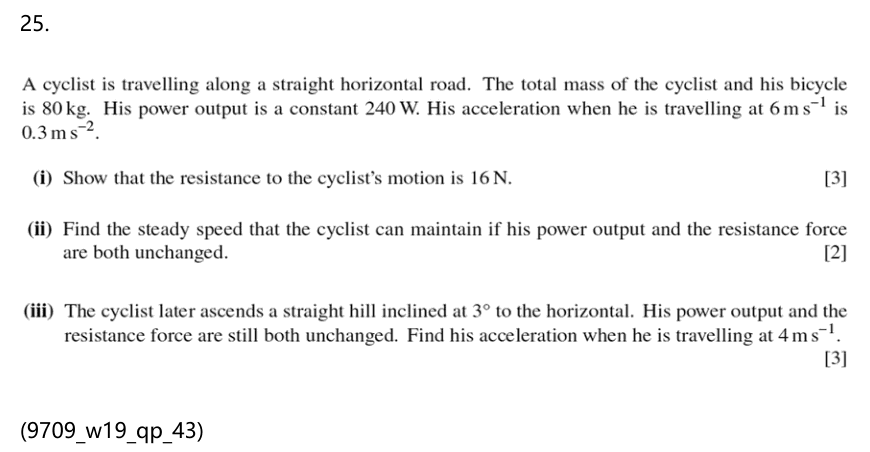 25.
A cyclist is travelling along a straight horizontal road. The total mass of the cyclist and his bicycle
is 80 kg. His power output is a constant 240 W. His acceleration when he is travelling at 6 m s⁻¹ is
0.3 m s⁻².
(i) Show that the resistance to the cyclist's motion is 16 N. [3]
(ii) Find the steady speed that the cyclist can maintain if his power output and the resistance force
are both unchanged. [2]
(iii) The cyclist later ascends a straight hill inclined at 3° to the horizontal. His power output and the
resistance force are still both unchanged. Find his acceleration when he is travelling at 4 m s⁻¹.
[3]
(9709_w19_qp_43)